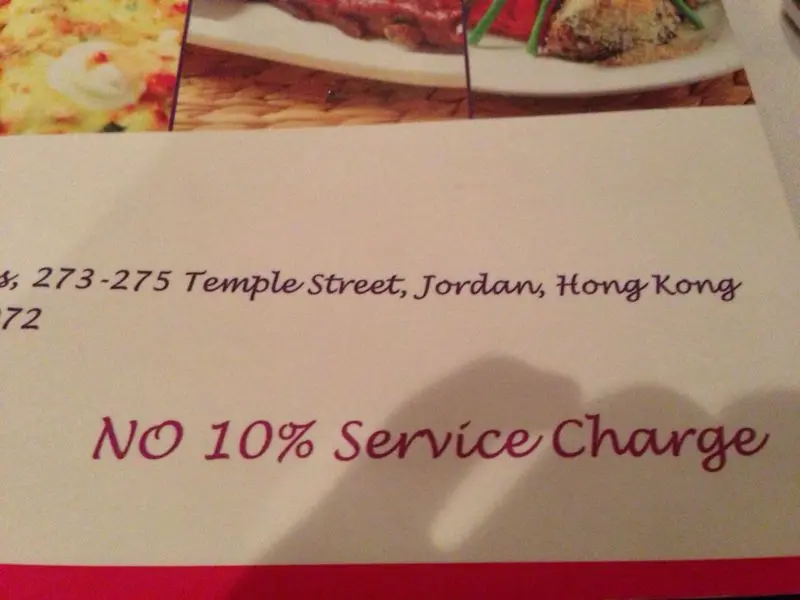 273-275 Temple Street, Jordan, Hong Kong
72
NO 10% Service Charge